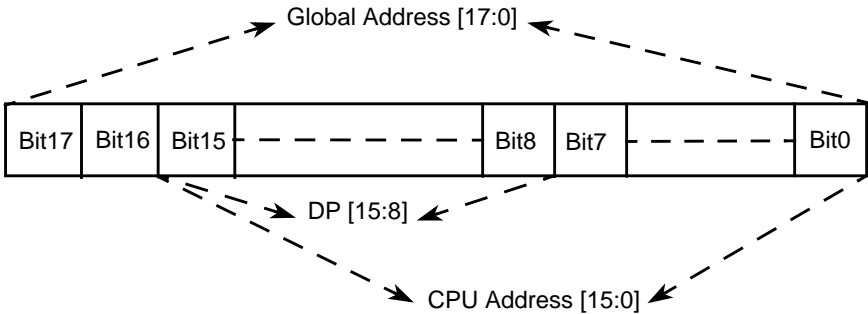 Global Address [17:0]
Bit17 Bit16 Bit15 Bit8 Bit7 Bit0
DP [15:8]
CPU Address [15:0]